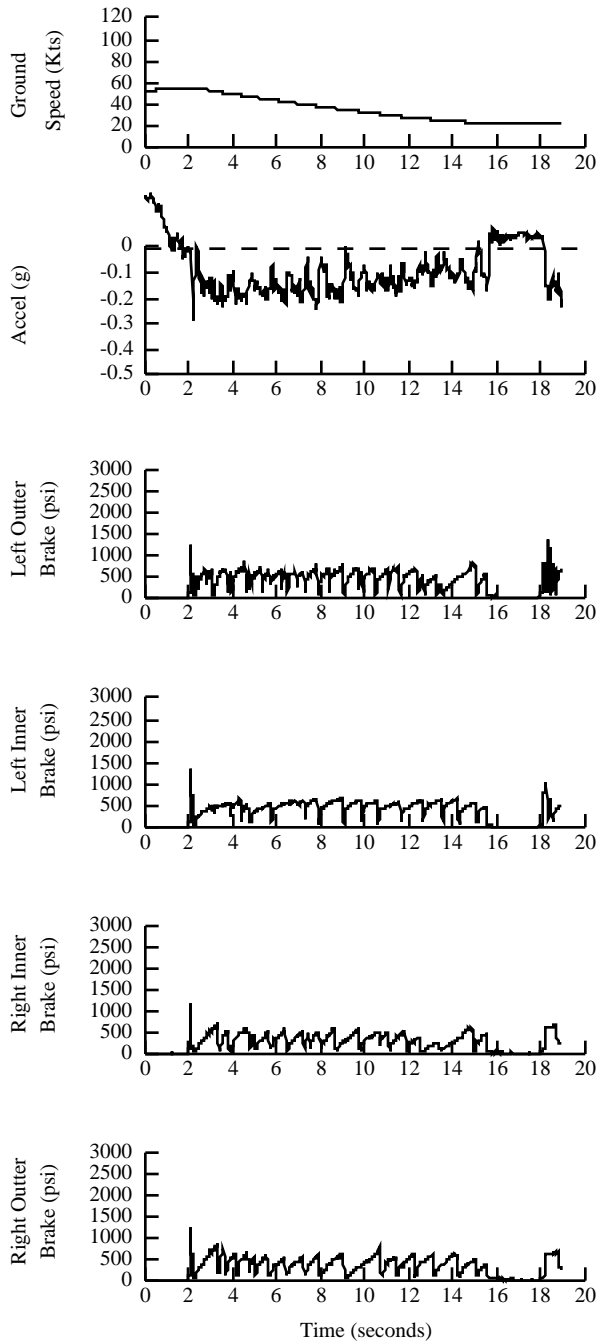 120
100
80
60
40
20
0
Ground
Speed (Kts)
0 2 4 6 8 10 12 14 16 18 20
0
-0.1
-0.2
-0.3
-0.4
-0.5
Accel (g)
0 2 4 6 8 10 12 14 16 18 20
3000
2500
2000
1500
1000
500
0
Left Outter
Brake (psi)
0 2 4 6 8 10 12 14 16 18 20
3000
2500
2000
1500
1000
500
0
Left Inner
Brake (psi)
0 2 4 6 8 10 12 14 16 18 20
3000
2500
2000
1500
1000
500
0
Right Inner
Brake (psi)
0 2 4 6 8 10 12 14 16 18 20
3000
2500
2000
1500
1000
500
0
Right Outter
Brake (psi)
0 2 4 6 8 10 12 14 16 18 20
Time (seconds)